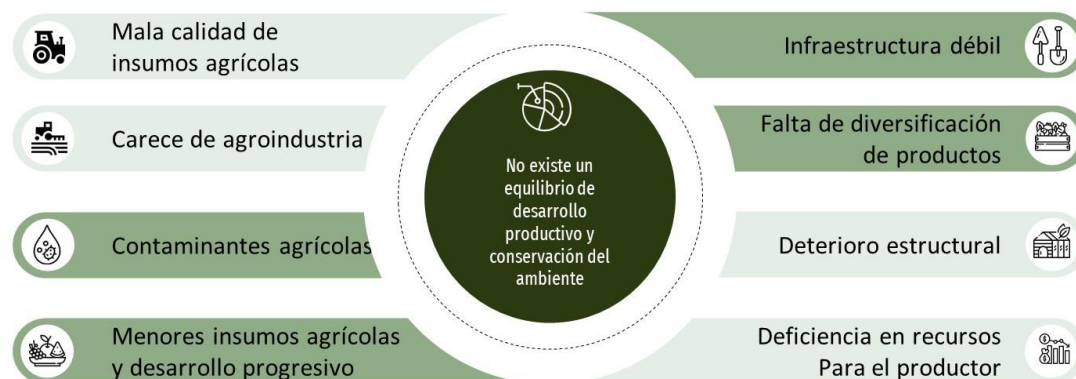 Mala calidad de
insumos agrícolas
Carece de agroindustria
Contaminantes agrícolas
Menores insumos agrícolas
y desarrollo progresivo
No existe un
equilibrio de
desarrollo
productivo y
conservación del
ambiente
Infraestructura débil
Falta de diversificación
de productos
Deterioro estructural
Deficiencia en recursos
Para el productor